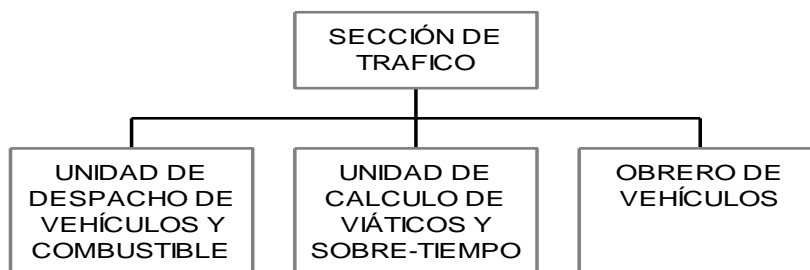 SECCIÓN DE
TRAFICO
UNIDAD DE
DESPACHO DE
VEHÍCULOS Y
COMBUSTIBLE
UNIDAD DE
CALCULO DE
VIÁTICOS Y
SOBRE-TIEMPO
OBRERO DE
VEHÍCULOS